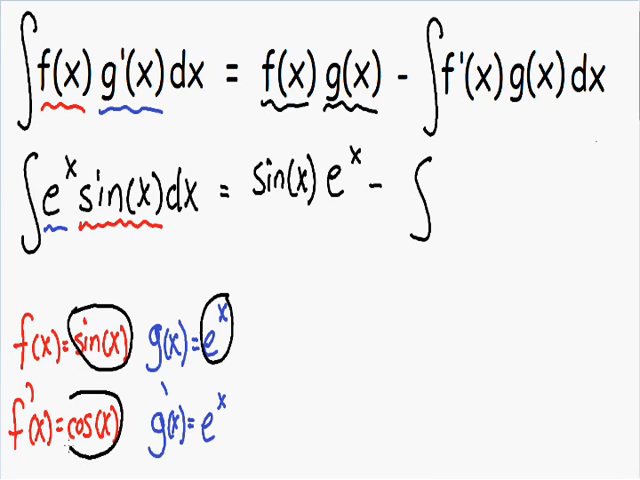 ∫f(x) g'(x)dx = f(x) g(x) - ∫f'(x)g(x)dx
∫e^x sin(x)dx = sin(x) e^x - ∫
f(x)=sin(x) g(x)=e^x
f'(x)=cos(x) g'(x)=e^x